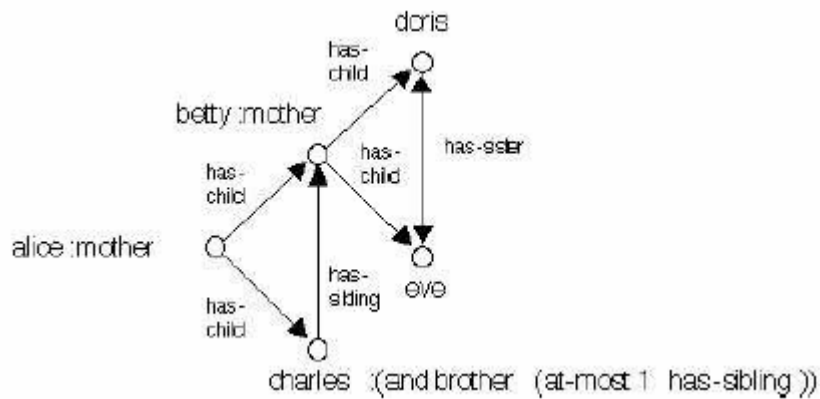 doris
has-
child
betty :mother
has-
child
has-sister
has-
child
alice :mother
has-
sibling
eve
has-
child
charles :(and brother (at-most 1 has-sibling ))